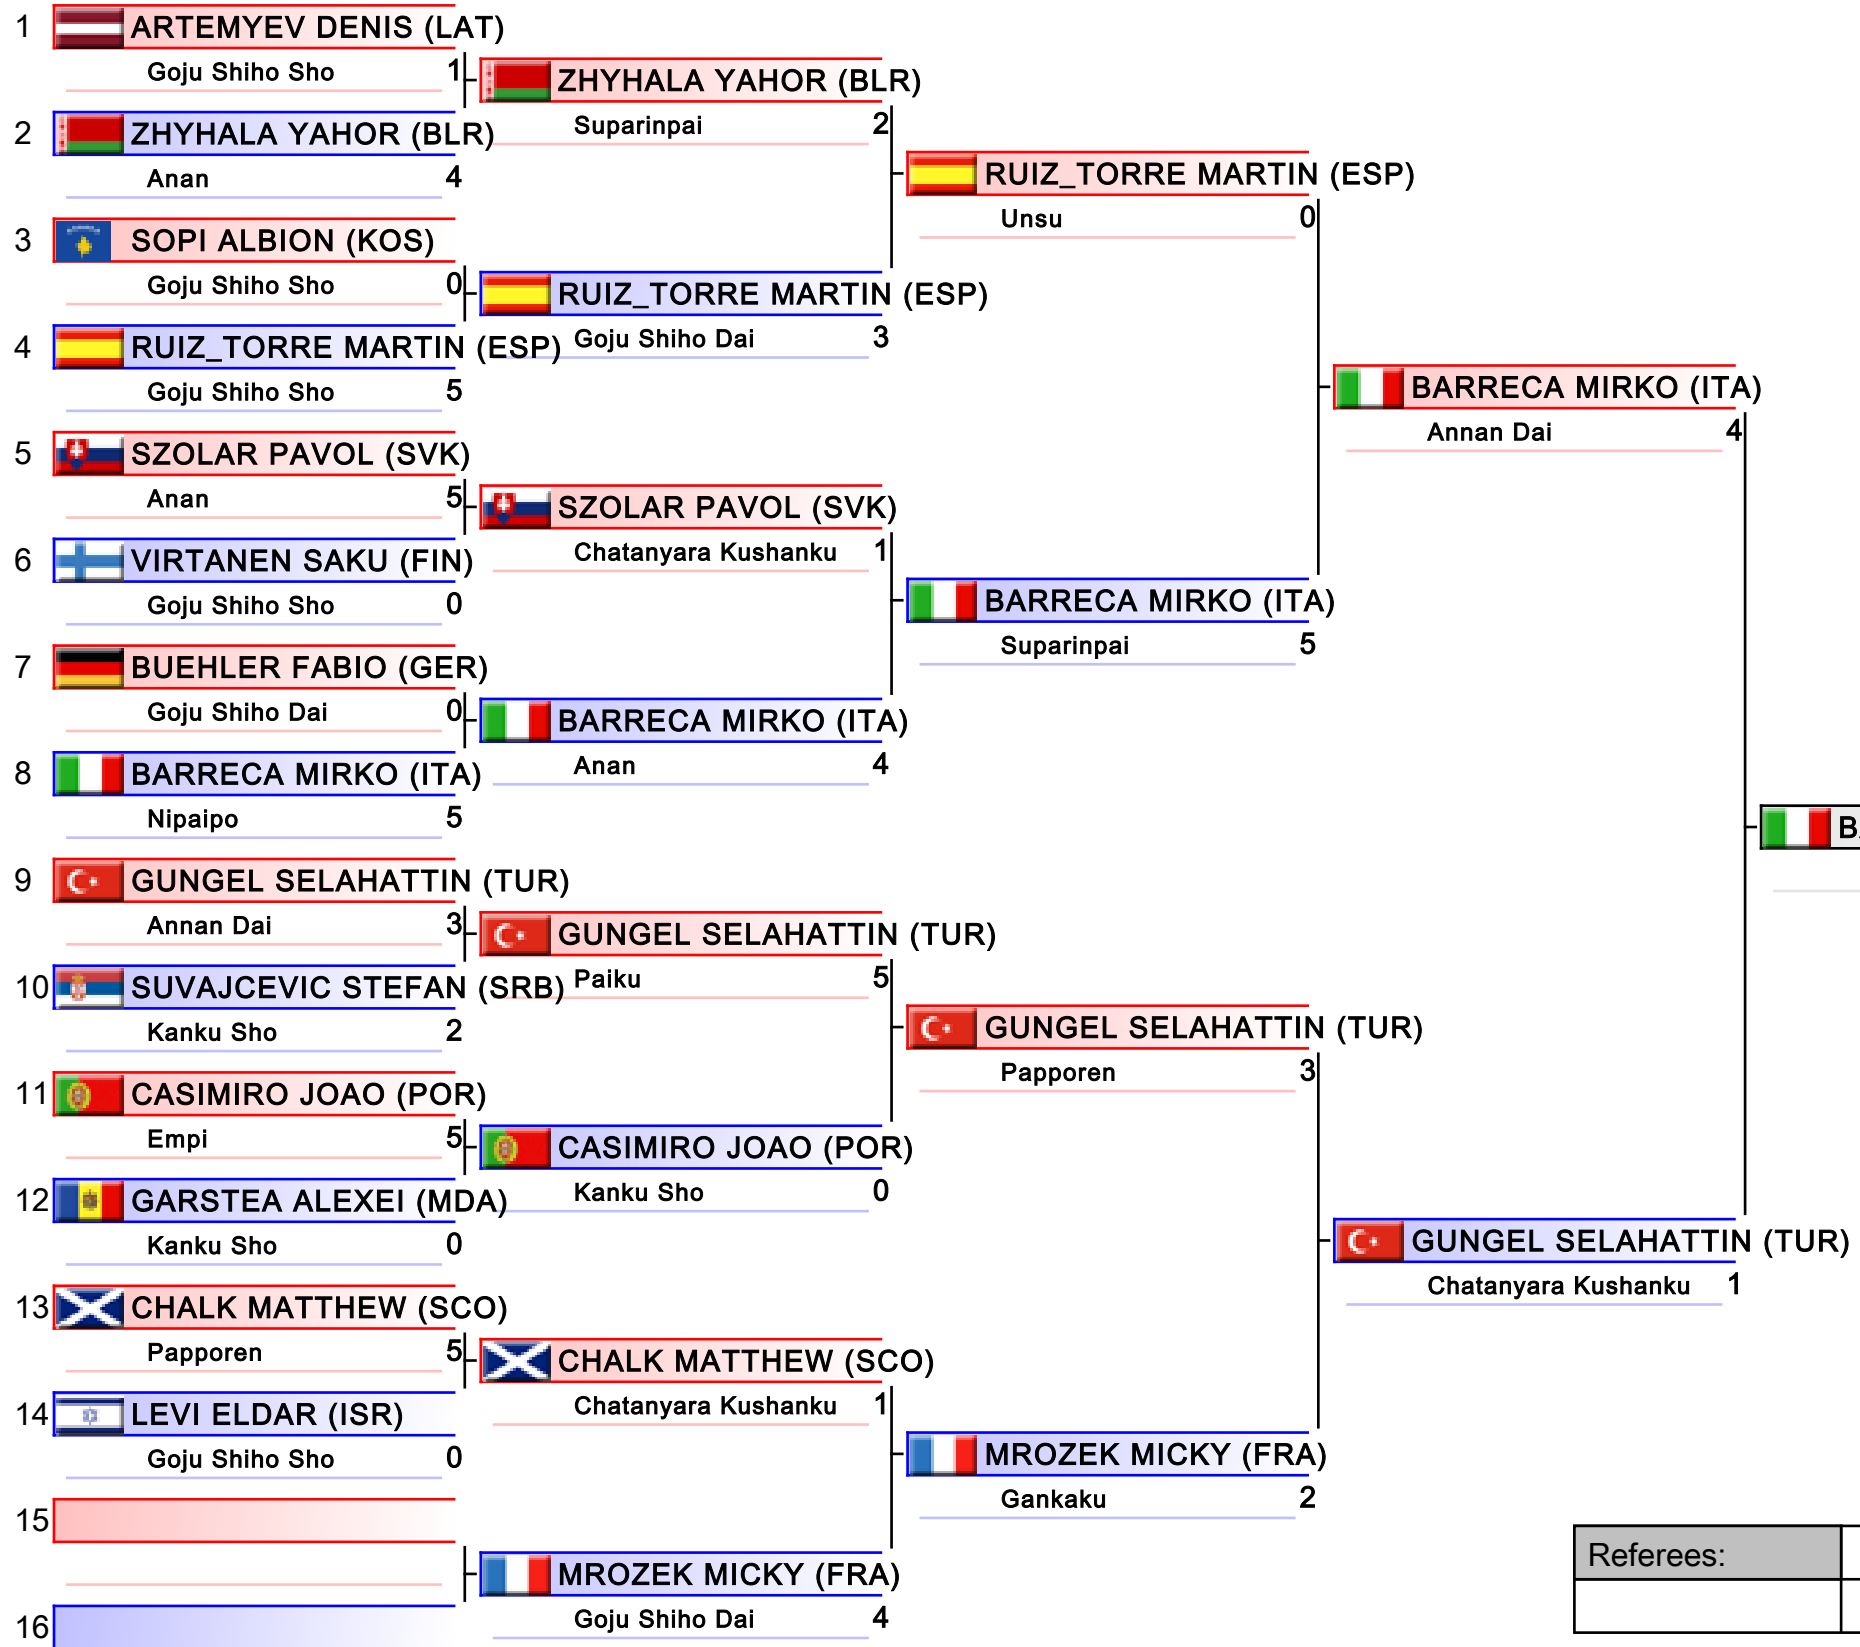 1 ARTEMYEV DENIS (LAT)
Goju Shiho Sho 1
2 ZHYHALA YAHOR (BLR)
Anan 4
3 SOPI ALBION (KOS)
Goju Shiho Sho 0
4 RUIZ_TORRE MARTIN (ESP)
Goju Shiho Sho 5
5 SZOLAR PAVOL (SVK)
Anan 5
6 VIRTANEN SAKU (FIN)
Goju Shiho Sho 0
7 BUEHLER FABIO (GER)
Goju Shiho Dai 0
8 BARRECA MIRKO (ITA)
Nipaipo 5
9 GUNGEL SELAHATTIN (TUR)
Annan Dai 3
10 SUVAJCEVIC STEFAN (SRB)
Kanku Sho 2
11 CASIMIRO JOAO (POR)
Empi 5
12 GARSTEA ALEXEI (MDA)
Kanku Sho 0
13 CHALK MATTHEW (SCO)
Papporen 5
14 LEVI ELDAR (ISR)
Goju Shiho Sho 0
15
16
ZHYHALA YAHOR (BLR)
Suparinpai 2
RUIZ_TORRE MARTIN (ESP)
Goju Shiho Dai 3
SZOLAR PAVOL (SVK)
Chatanyara Kushanku 1
BARRECA MIRKO (ITA)
Anan 4
GUNGEL SELAHATTIN (TUR)
Paiku 5
CASIMIRO JOAO (POR)
Kanku Sho 0
CHALK MATTHEW (SCO)
Chatanyara Kushanku 1
MROZEK MICKY (FRA)
Goju Shiho Dai 4
RUIZ_TORRE MARTIN (ESP)
Unsu 0
BARRECA MIRKO (ITA)
Suparinpai 5
GUNGEL SELAHATTIN (TUR)
Papporen 3
MROZEK MICKY (FRA)
Gankaku 2
BARRECA MIRKO (ITA)
Annan Dai 4
GUNGEL SELAHATTIN (TUR)
Chatanyara Kushanku 1
Referees: